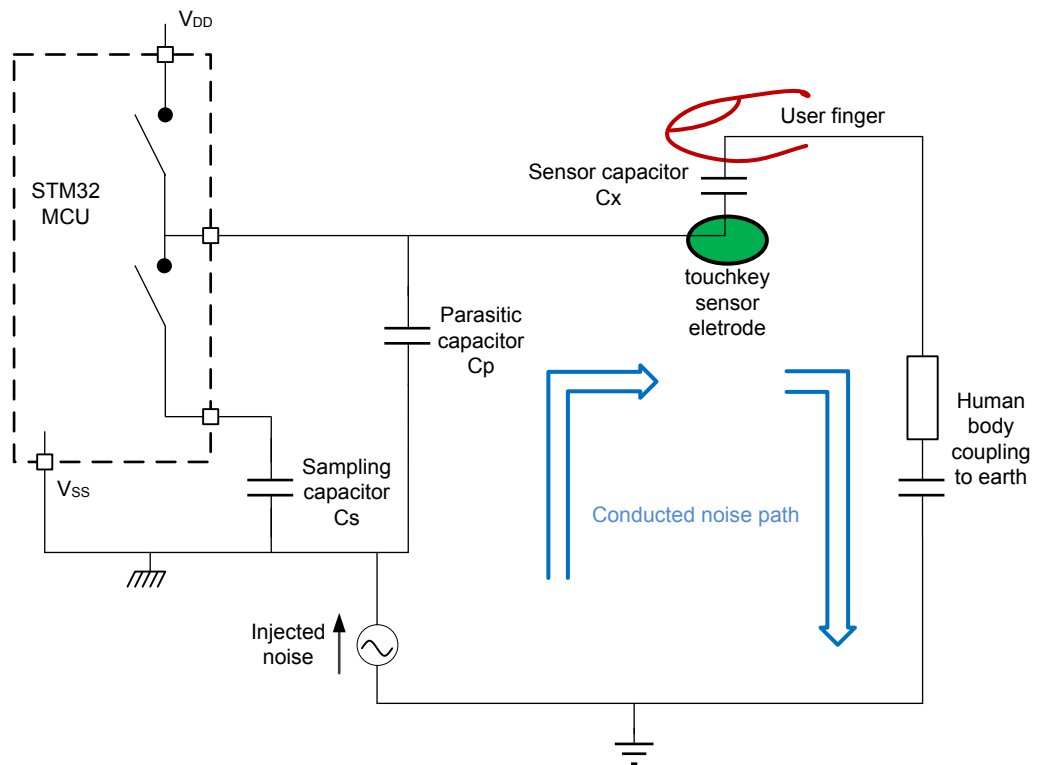 VDD
User finger
Sensor capacitor
Cx
STM32
MCU
touchkey
sensor
eletrode
Parasitic
capacitor
Cp
Human
body
coupling
to earth
Sampling
capacitor
Cs
VSS
Conducted noise path
Injected
noise